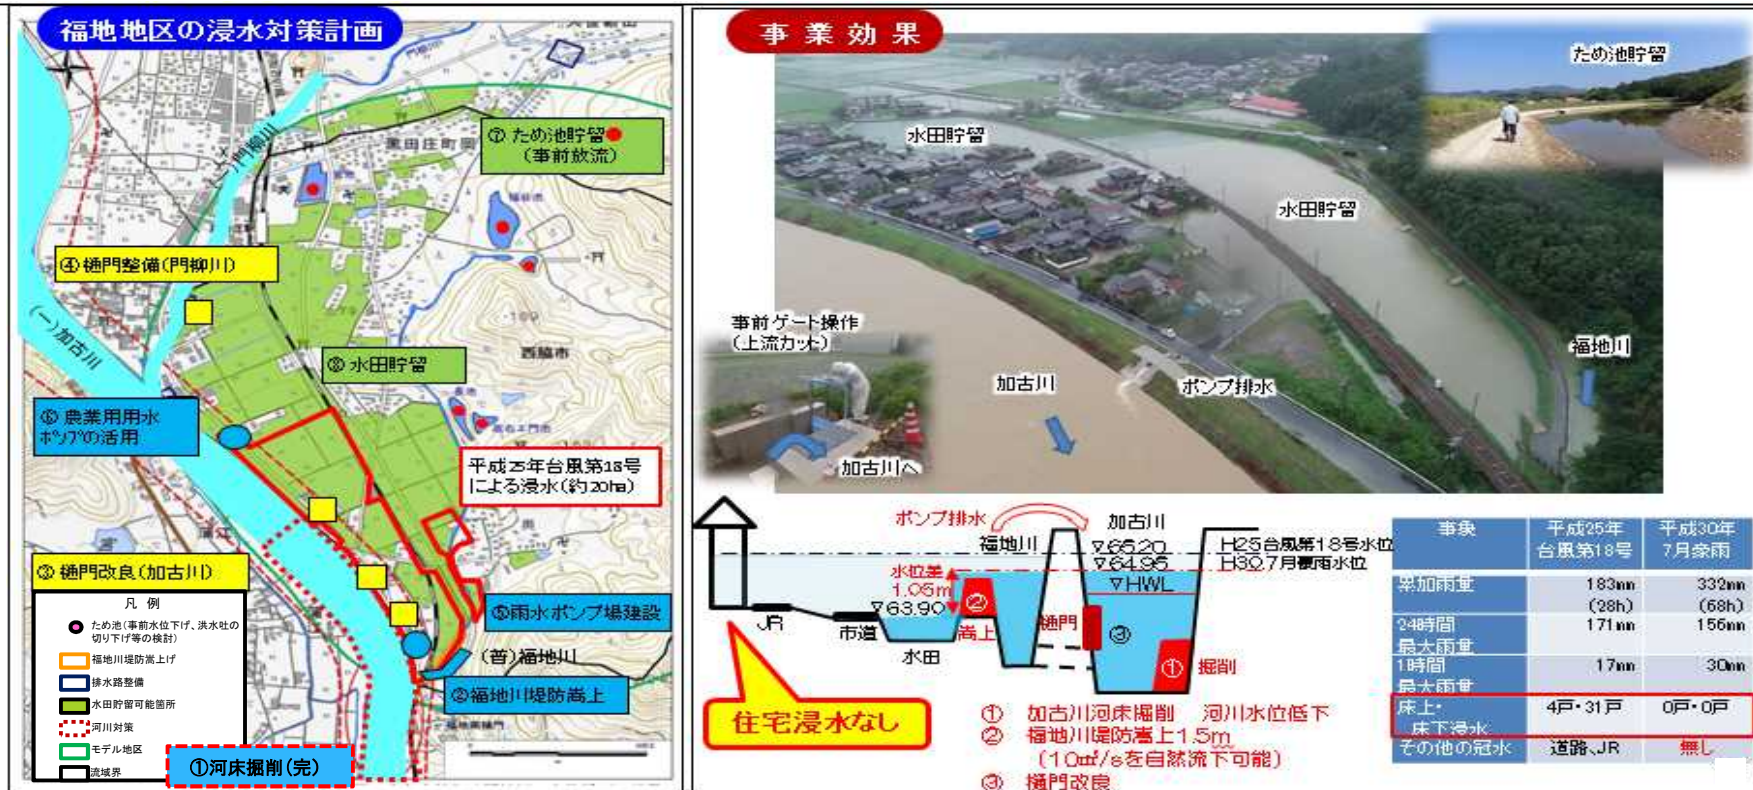 福地地区の浸水対策計画
⑦ ため池貯留
(事前放流)
黒田庄町岡
(一)門柳川
④樋門整備(門柳川)
(一)加古川
西脇市
⑧ 水田貯留
⑥ 農業用用水
ポンプの活用
平成25年台風第18号
による浸水(約20ha)
③ 樋門改良(加古川)
⑤雨水ポンプ場建設
(普)福地川
②福地川堤防嵩上
凡 例
ため池(事前水位下げ、洪水吐の
切り下げ等の検討)
福地川堤防嵩上げ
排水路整備
水田貯留可能箇所
河川対策
モデル地区
流域界
①河床掘削(完)
事 業 効 果
ため池貯留
水田貯留
水田貯留
事前ゲート操作
(上流カット)
加古川へ
加古川
ポンプ排水
福地川
ポンプ排水
福地川
加古川
▽65.20
H25台風第18号水位
▽64.95
H30.7月豪雨水位
水位差
1.05m
▽HWL
▽63.90
②
嵩上
樋門
③
①
掘削
JR
市道
水田
住宅浸水なし
① 加古川河床掘削 河川水位低下
② 福地川堤防嵩上1.5m
(10㎥/sを自然流下可能)
③ 樋門改良
事象 平成25年台風第18号 平成30年7月豪雨
累加雨量 183mm(28h) 332mm(68h)
24時間最大雨量 171mm 156mm
1時間最大雨量 17mm 30mm
床上・床下浸水 4戸・31戸 0戸・0戸
その他の冠水 道路、JR 無し